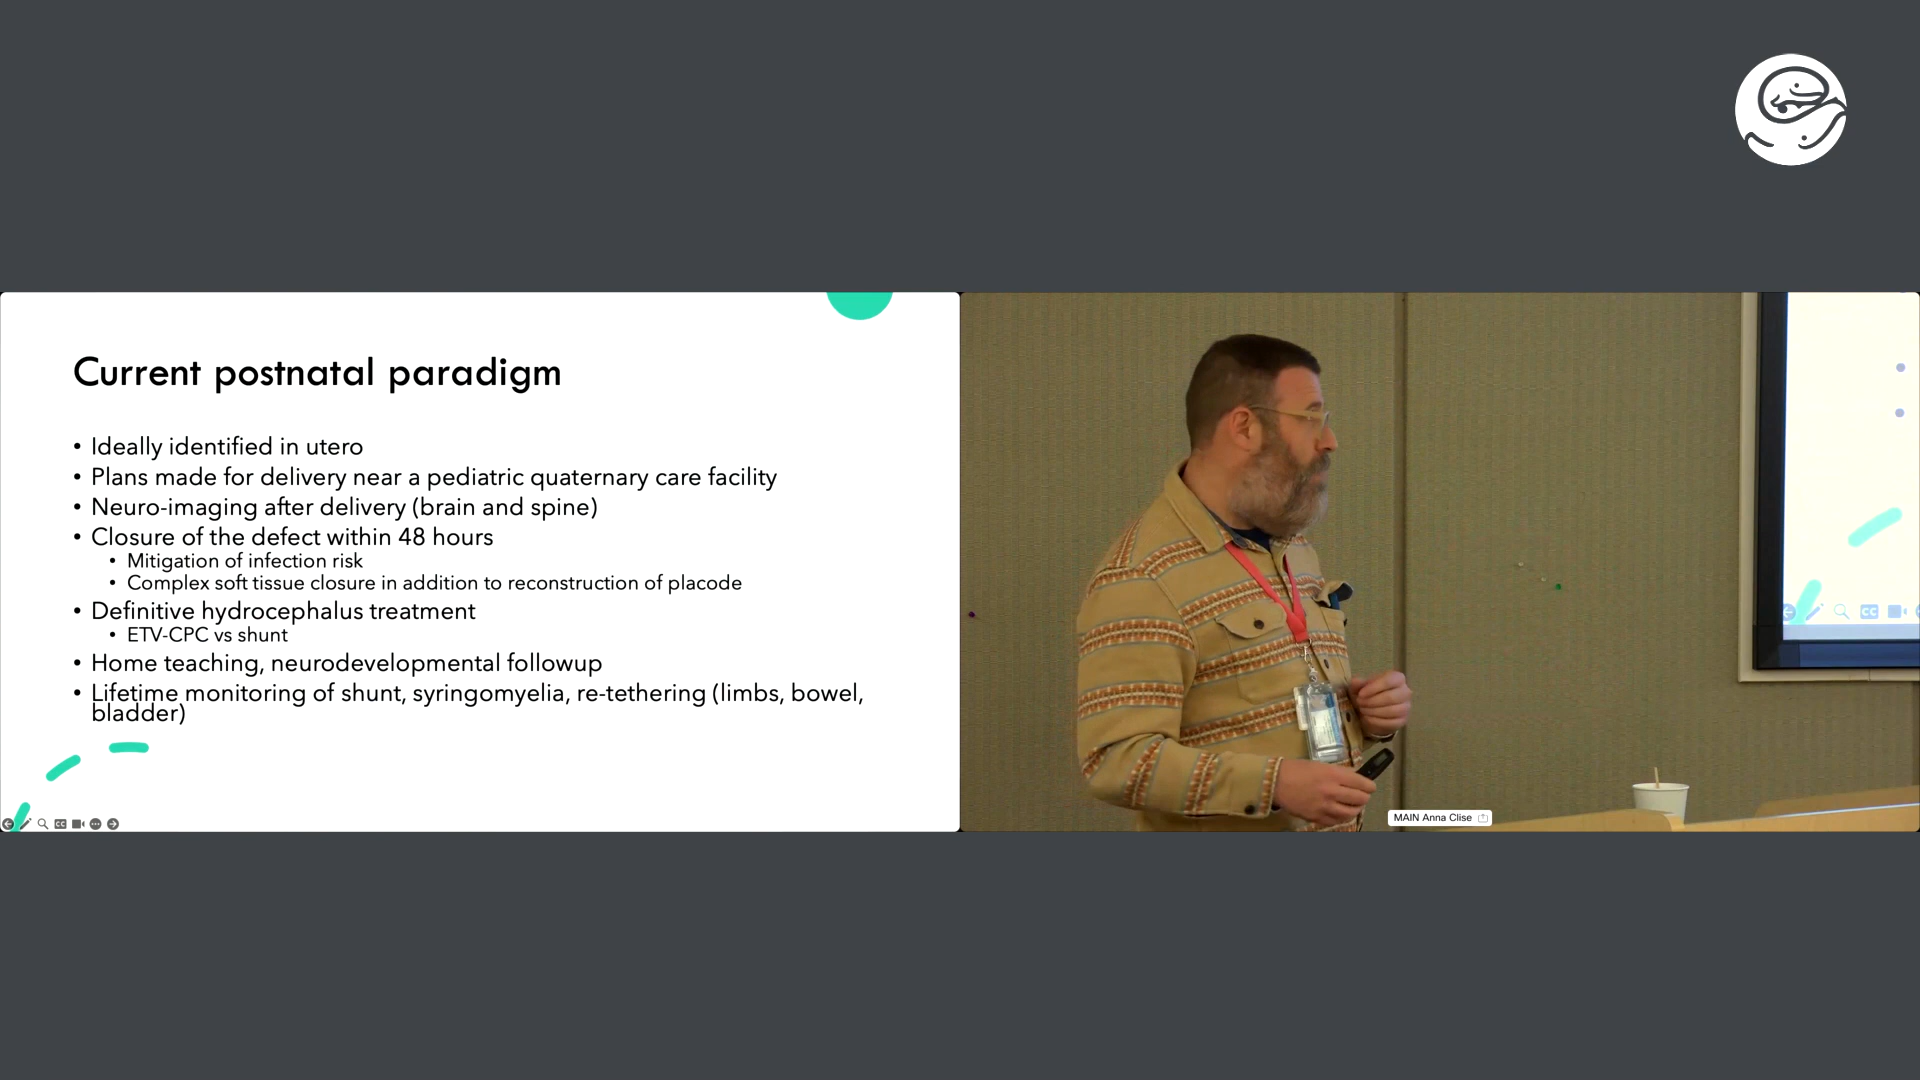 Current postnatal paradigm
• Ideally identified in utero
• Plans made for delivery near a pediatric quaternary care facility
• Neuro-imaging after delivery (brain and spine)
• Closure of the defect within 48 hours
• Mitigation of infection risk
• Complex soft tissue closure in addition to reconstruction of placode
• Definitive hydrocephalus treatment
• ETV-CPC vs shunt
• Home teaching, neurodevelopmental followup
• Lifetime monitoring of shunt, syringomyelia, re-tethering (limbs, bowel,
bladder)
CC
CC
MAIN Anna Clise